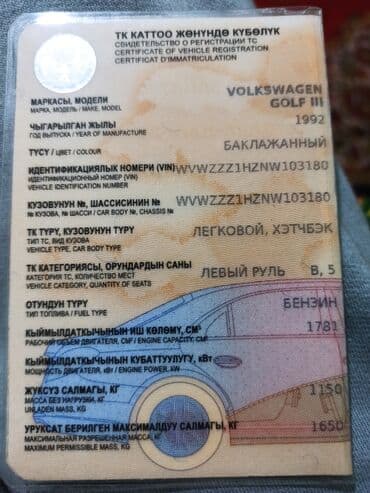 ТК КАТТОО ЖӨНҮНДӨ КҮБӨЛҮК
СВИДЕТЕЛЬСТВО О РЕГИСТРАЦИИ ТС
CERTIFICATE OF VEHICLE REGISTRATION
CERTIFICAT D'IMMATRICULATION
МАРКАСЫ, МОДЕЛИ VOLKSWAGEN
МАРКА, МОДЕЛЬ / MAKE, MODEL GOLF III
ЧЫГАРЫЛГАН ЖЫЛЫ 1992
ГОД ВЫПУСКА / YEAR OF MANUFACTURE
ТҮСҮ / ЦВЕТ / COLOUR БАКЛАЖАННЫЙ
ИДЕНТИФИКАЦИЯЛЫК НОМЕРИ (VIN) WVWZZZ1HZNW103180
ИДЕНТИФИКАЦИОННЫЙ НОМЕР (VIN)
VEHICLE IDENTIFICATION NUMBER
КУЗОВУНУН №, ШАССИСИНИН № WVWZZZ1HZNW103180
№ КУЗОВА, № ШАССИ / CAR BODY №, CHASSIS №
ТК ТҮРҮ, КУЗОВУНУН ТҮРҮ ЛЕГКОВОЙ, ХЭТЧБЭК
ТИП ТС, ВИД КУЗОВА
VEHICLE TYPE, CAR BODY TYPE
ТК КАТЕГОРИЯСЫ, ОРУНДАРДЫН САНЫ ЛЕВЫЙ РУЛЬ B, 5
КАТЕГОРИЯ ТС, КОЛИЧЕСТВО МЕСТ
VEHICLE CATEGORY, QUANTITY OF SEATS
ОТУНДУН ТҮРҮ БЕНЗИН
ТИП ТОПЛИВА / FUEL TYPE
КЫЙМЫЛДАТКЫЧЫНЫН ИШ КӨЛӨМҮ, СМ³ 1781
РАБОЧИЙ ОБЪЕМ ДВИГАТЕЛЯ, СМ³ / ENGINE CAPACITY, CM³
КЫЙМЫЛДАТКЫЧЫНЫН КУБАТТУУЛУГУ, кВт
МОЩНОСТЬ ДВИГАТЕЛЯ, кВт / ENGINE POWER, KW
ЖҮКСҮЗ САЛМАГЫ, КГ 1150
МАССА БЕЗ НАГРУЗКИ, КГ
UNLADEN MASS, KG
УРУКСАТ БЕРИЛГЕН МАКСИМАЛДУУ САЛМАГЫ, КГ 1650
МАКСИМАЛЬНАЯ РАЗРЕШЕННАЯ МАССА, КГ
MAXIMUM PERMISSIBLE MASS, KG